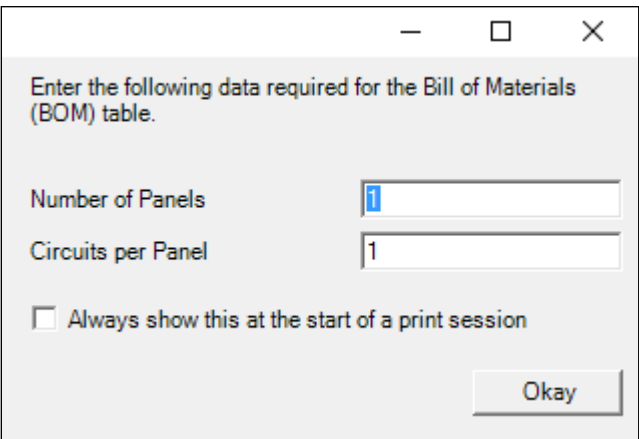 Enter the following data required for the Bill of Materials
(BOM) table.
Number of Panels 1
Circuits per Panel 1
Always show this at the start of a print session
Okay